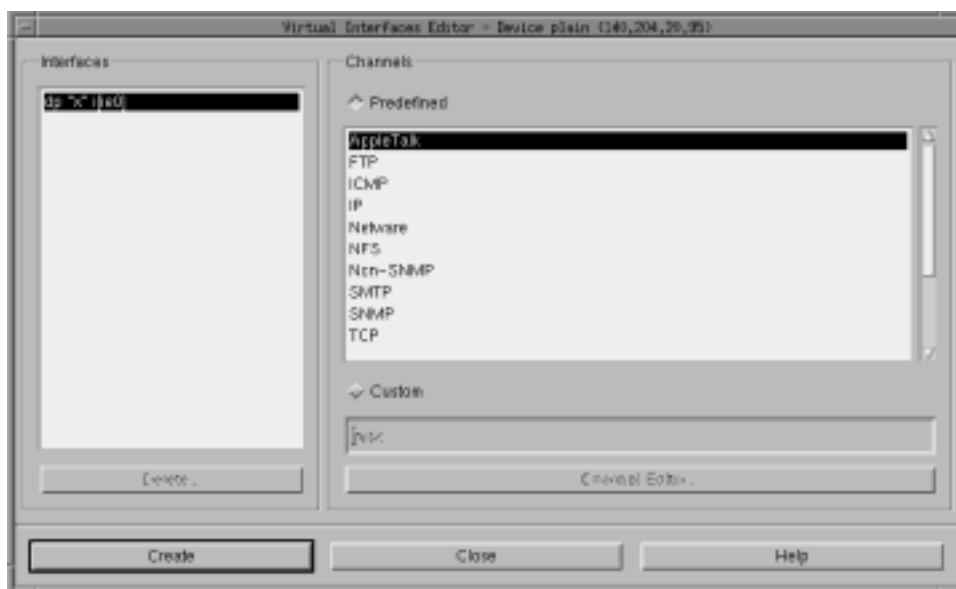 Virtual Interfaces Editor - Device plain (140.204.20.95)
Interfaces
Channels
Predefined
AppleTalk
FTP
ICMP
IP
Netware
NFS
Non-SNMP
SMTP
SNMP
TCP
Custom
Delete...
Channel Editor...
Create
Close
Help